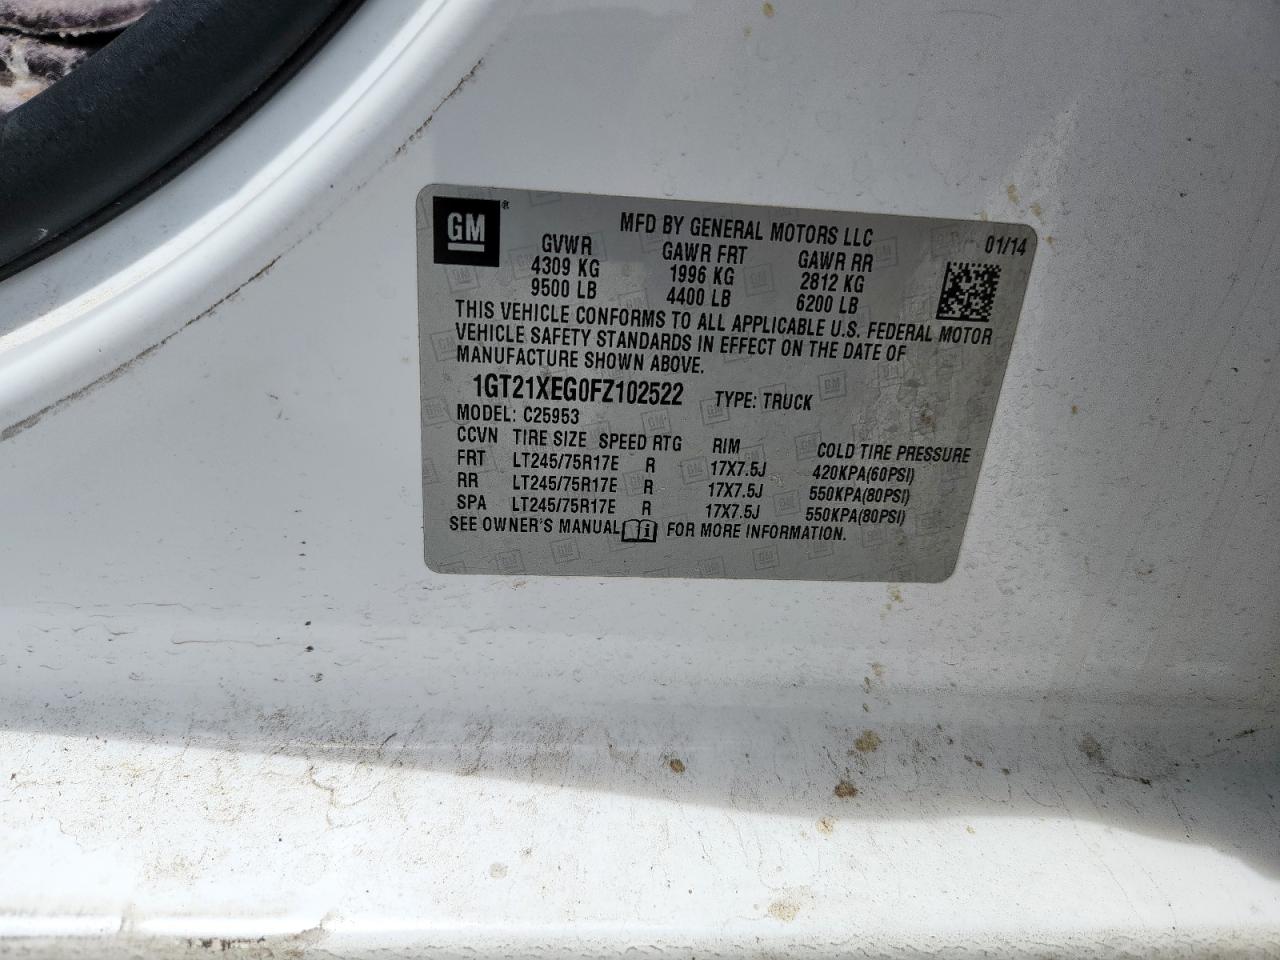 GM®
MFD BY GENERAL MOTORS LLC 01/14
GVWR GAWR FRT GAWR RR
4309 KG 1996 KG 2812 KG
9500 LB 4400 LB 6200 LB
THIS VEHICLE CONFORMS TO ALL APPLICABLE U.S. FEDERAL MOTOR
VEHICLE SAFETY STANDARDS IN EFFECT ON THE DATE OF
MANUFACTURE SHOWN ABOVE.
1GT21XEG0FZ102522 TYPE: TRUCK
MODEL: C25953
CCVN TIRE SIZE SPEED RTG RIM COLD TIRE PRESSURE
FRT LT245/75R17E R 17X7.5J 420KPA(60PSI)
RR LT245/75R17E R 17X7.5J 550KPA(80PSI)
SPA LT245/75R17E R 17X7.5J 550KPA(80PSI)
SEE OWNER'S MANUAL i FOR MORE INFORMATION.